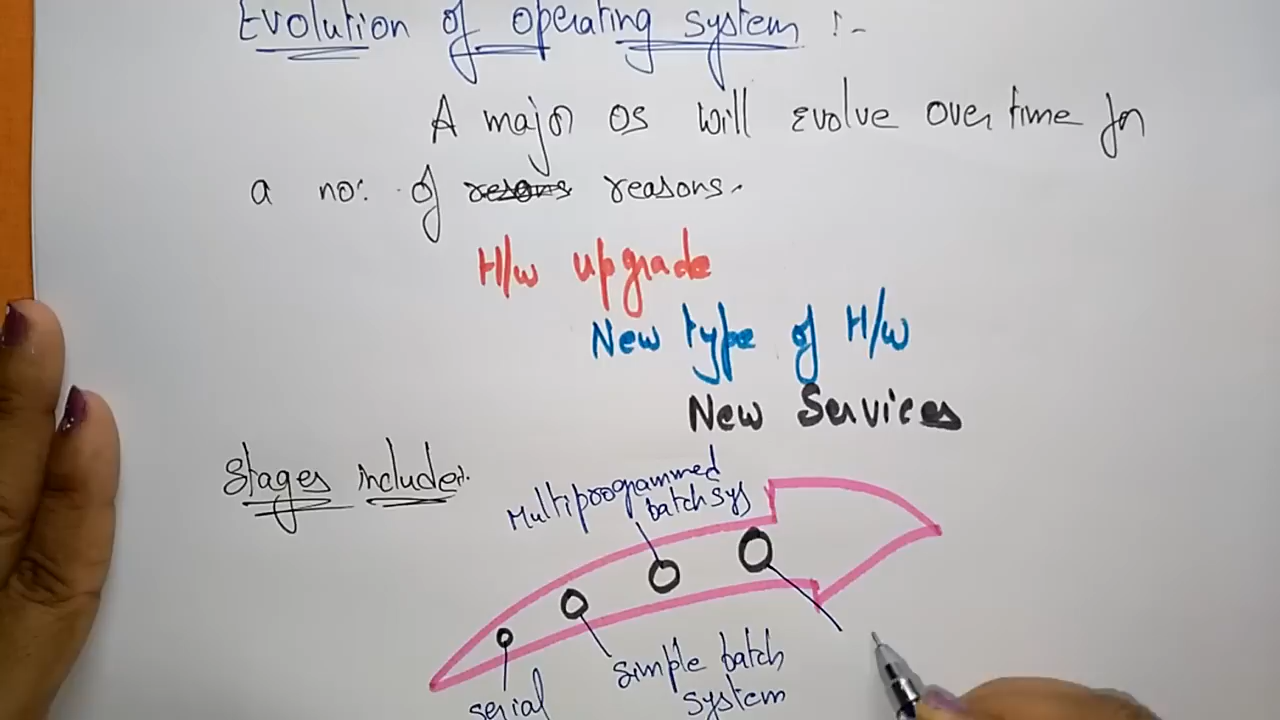 Evolution of operating system :-
A major OS will evolve over time for
a no: of resons reasons.
H/w upgrade
New type of H/w
New Services
Stages include:
Multiprogrammed
batch sys
simple batch
system
serial